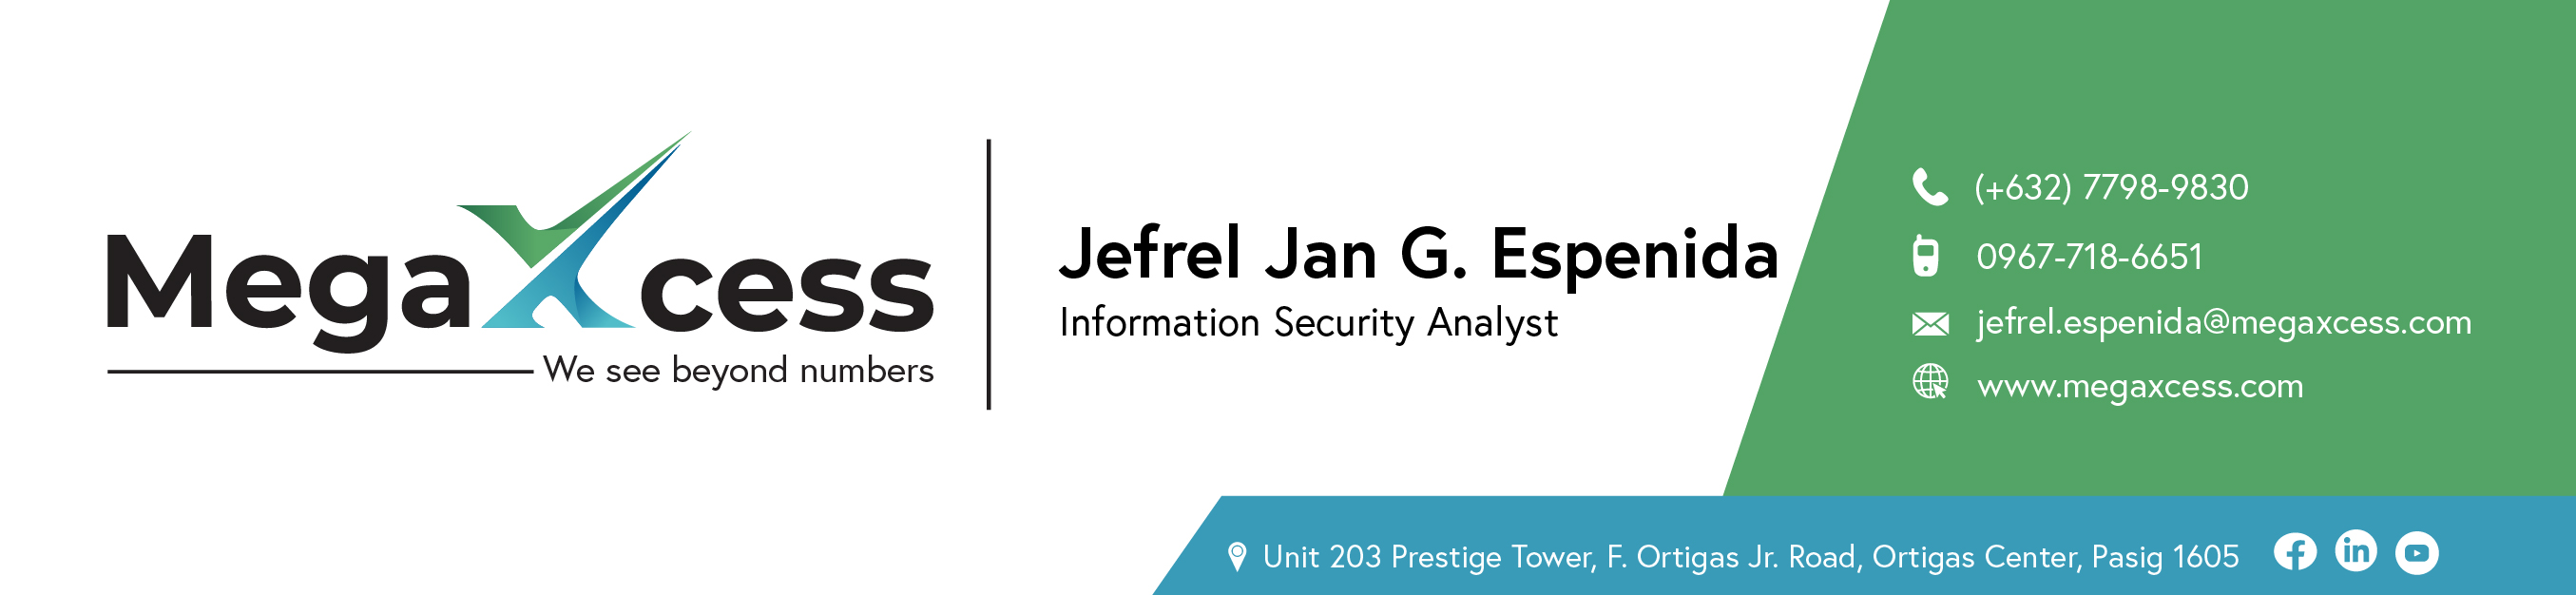 MegaXcess
We see beyond numbers
Jefrel Jan G. Espenida
Information Security Analyst
(+632) 7798-9830
0967-718-6651
jefrel.espenida@megaxcess.com
www.megaxcess.com
Unit 203 Prestige Tower, F. Ortigas Jr. Road, Ortigas Center, Pasig 1605